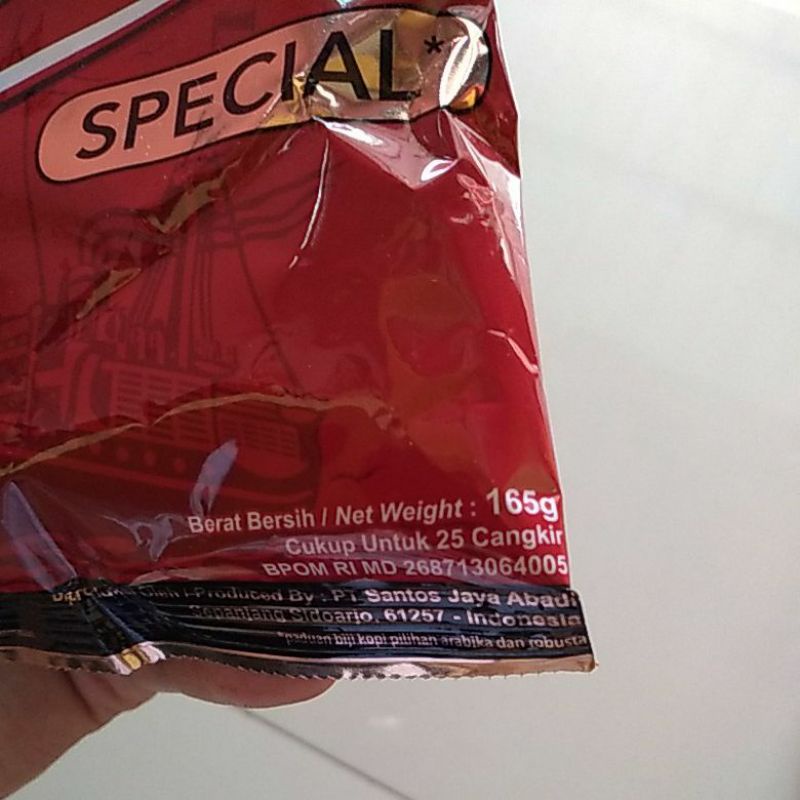 SPECIAL*
Berat Bersih / Net Weight : 165g
Cukup Untuk 25 Cangkir
BPOM RI MD 268713064005
Produced By : PT Santos Jaya Abadi
Sidoarjo. 61257 - Indonesia
*paduan biji kopi pilihan arabika dan robusta